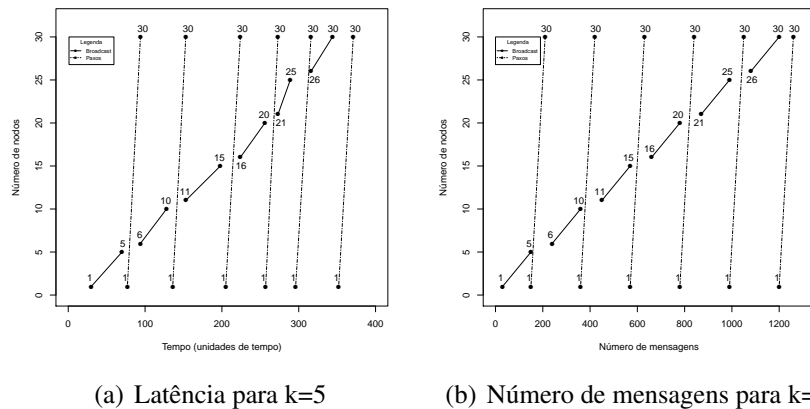 30 30 30 30 30 30 30
Legenda
Broadcast
Paxos
Número de nodos
0 5 10 15 20 25 30
1 5 6 10 11 15 16 20 21 25 26
1 1 1 1 1 1 1
0 100 200 300 400
Tempo (unidades de tempo)
(a) Latência para k=5
30 30 30 30 30 30
Legenda
Broadcast
Paxos
Número de nodos
0 5 10 15 20 25 30
1 5 6 10 11 15 16 20 21 25 26
1 1 1 1 1 1 1
0 200 400 600 800 1000 1200
Número de mensagens
(b) Número de mensagens para k=